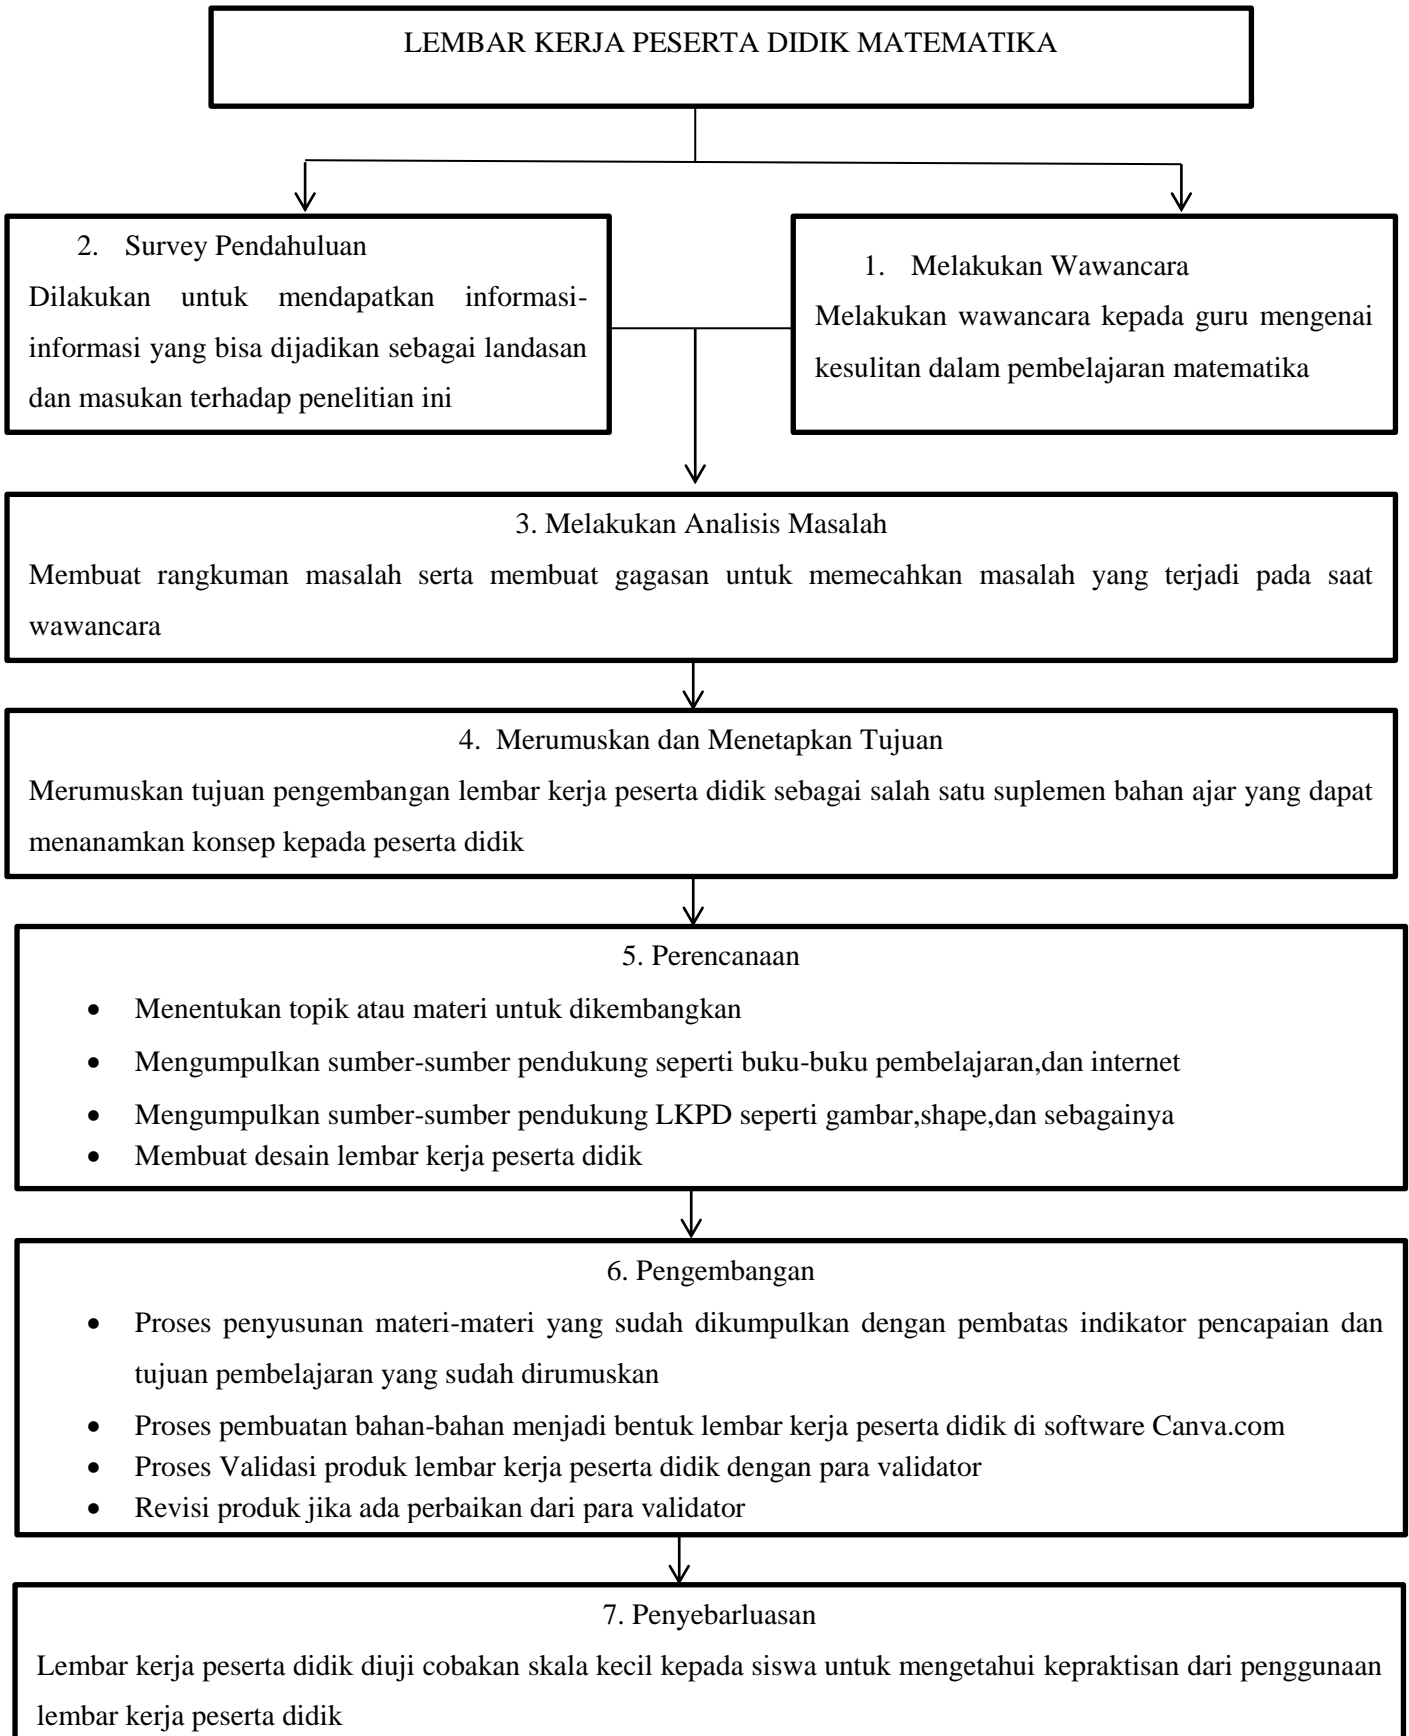 LEMBAR KERJA PESERTA DIDIK MATEMATIKA
2. Survey Pendahuluan
Dilakukan untuk mendapatkan informasi-
informasi yang bisa dijadikan sebagai landasan
dan masukan terhadap penelitian ini
1. Melakukan Wawancara
Melakukan wawancara kepada guru mengenai
kesulitan dalam pembelajaran matematika
3. Melakukan Analisis Masalah
Membuat rangkuman masalah serta membuat gagasan untuk memecahkan masalah yang terjadi pada saat
wawancara
4. Merumuskan dan Menetapkan Tujuan
Merumuskan tujuan pengembangan lembar kerja peserta didik sebagai salah satu suplemen bahan ajar yang dapat
menanamkan konsep kepada peserta didik
5. Perencanaan
• Menentukan topik atau materi untuk dikembangkan
• Mengumpulkan sumber-sumber pendukung seperti buku-buku pembelajaran,dan internet
• Mengumpulkan sumber-sumber pendukung LKPD seperti gambar,shape,dan sebagainya
• Membuat desain lembar kerja peserta didik
6. Pengembangan
• Proses penyusunan materi-materi yang sudah dikumpulkan dengan pembatas indikator pencapaian dan
tujuan pembelajaran yang sudah dirumuskan
• Proses pembuatan bahan-bahan menjadi bentuk lembar kerja peserta didik di software Canva.com
• Proses Validasi produk lembar kerja peserta didik dengan para validator
• Revisi produk jika ada perbaikan dari para validator
7. Penyebarluasan
Lembar kerja peserta didik diuji cobakan skala kecil kepada siswa untuk mengetahui kepraktisan dari penggunaan
lembar kerja peserta didik